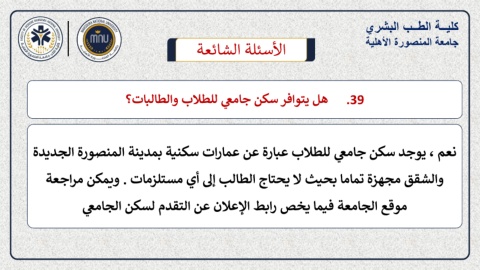 كلية الطب البشري
جامعة المنصورة الأهلية
الأسئلة الشائعة
39. هل يتوافر سكن جامعي للطلاب والطالبات؟
نعم ، يوجد سكن جامعي للطلاب عبارة عن عمارات سكنية بمدينة المنصورة الجديدة
والشقق مجهزة تماما بحيث لا يحتاج الطالب إلى أي مستلزمات . ويمكن مراجعة
موقع الجامعة فيما يخص رابط الإعلان عن التقدم لسكن الجامعي
MNU